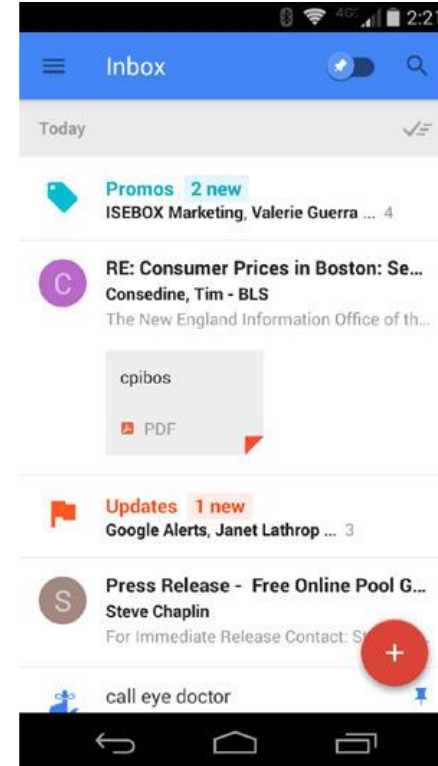 4G 2:27
Inbox
Today
Promos 2 new
ISEBOX Marketing, Valerie Guerra ... 4
C
RE: Consumer Prices in Boston: Se...
Consedine, Tim - BLS
The New England Information Office of th...
cpibos
PDF
Updates 1 new
Google Alerts, Janet Lathrop ... 3
S
Press Release - Free Online Pool G...
Steve Chaplin
For Immediate Release Contact:
call eye doctor